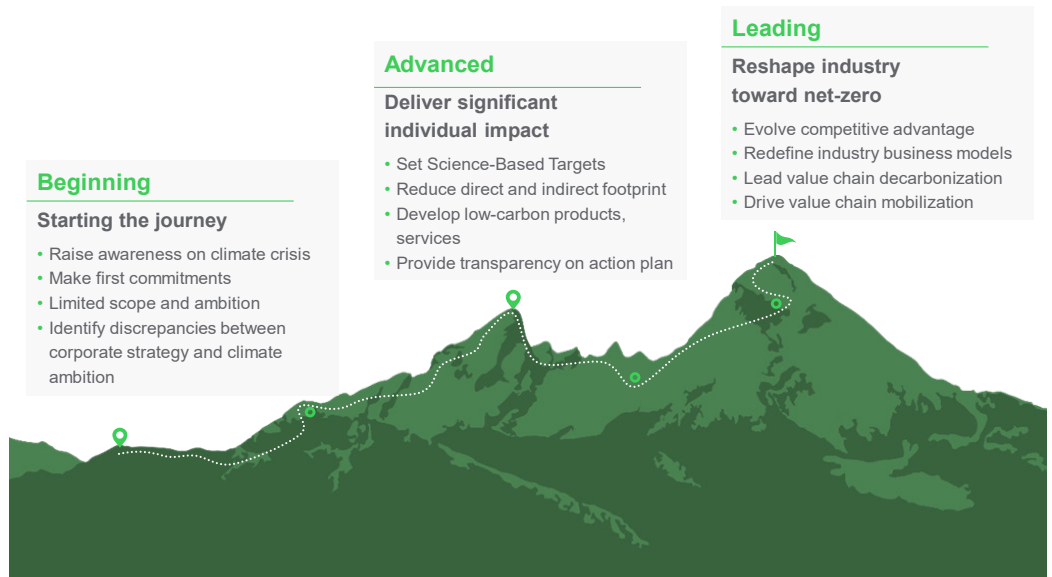 Beginning
Starting the journey
• Raise awareness on climate crisis
• Make first commitments
• Limited scope and ambition
• Identify discrepancies between
corporate strategy and climate
ambition
Advanced
Deliver significant
individual impact
• Set Science-Based Targets
• Reduce direct and indirect footprint
• Develop low-carbon products,
services
• Provide transparency on action plan
Leading
Reshape industry
toward net-zero
• Evolve competitive advantage
• Redefine industry business models
• Lead value chain decarbonization
• Drive value chain mobilization